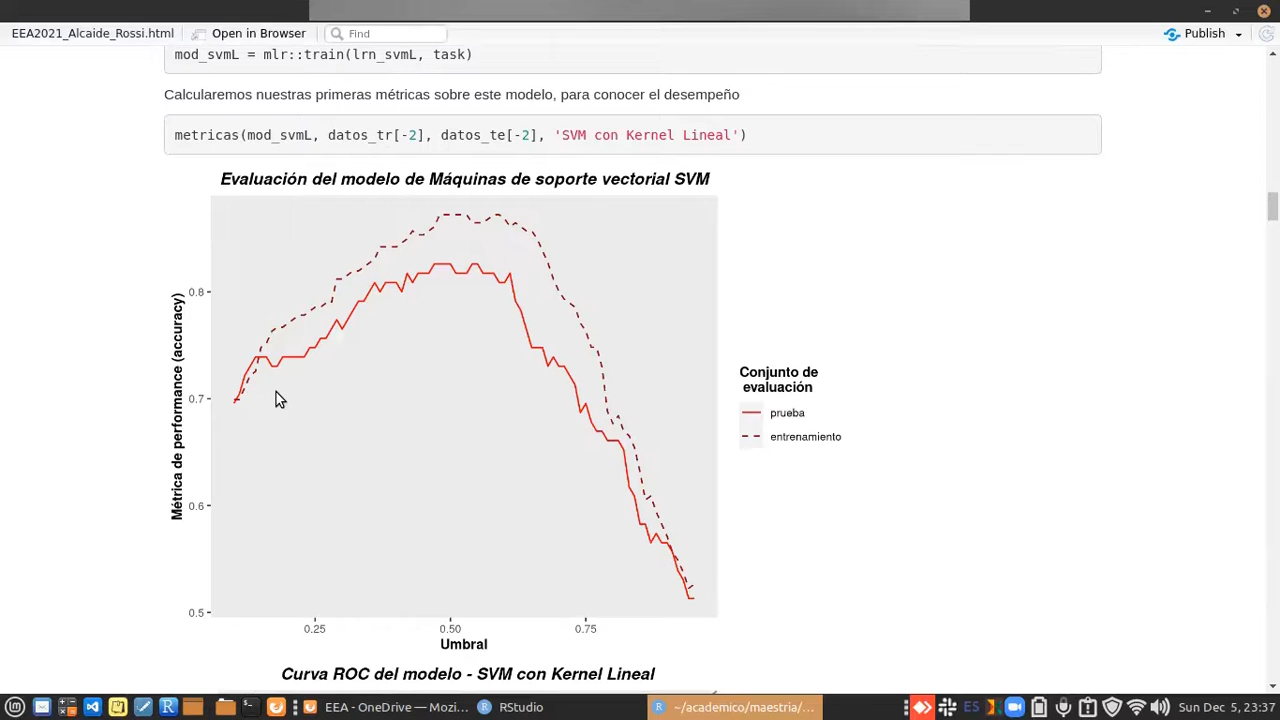 EEA2021_Alcaide_Rossi.html
Open in Browser
Find
Publish
mod_svmL = mlr::train(lrn_svmL, task)
Calcularemos nuestras primeras métricas sobre este modelo, para conocer el desempeño
metricas(mod_svmL, datos_tr[-2], datos_te[-2], 'SVM con Kernel Lineal')
Evaluación del modelo de Máquinas de soporte vectorial SVM
Métrica de performance (accuracy)
0.8
0.7
0.6
0.5
0.25
0.50
0.75
Umbral
Conjunto de
evaluación
prueba
entrenamiento
Curva ROC del modelo - SVM con Kernel Lineal
EEA - OneDrive — Mozi...
RStudio
~/academico/maestria/...
ES
Sun Dec 5, 23:37